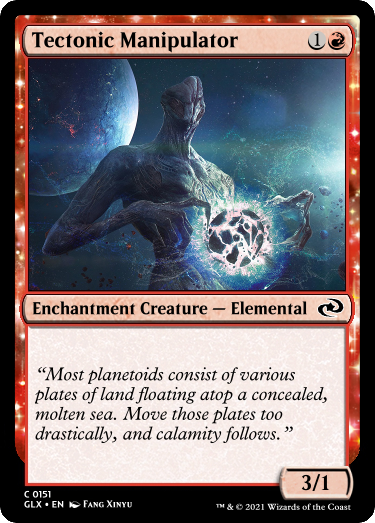 Tectonic Manipulator 1
Enchantment Creature — Elemental
“Most planetoids consist of various
plates of land floating atop a concealed,
molten sea. Move those plates too
drastically, and calamity follows.”
3/1
C 0151
GLX • EN Fang Xinyu
™ & © 2021 Wizards of the Coast